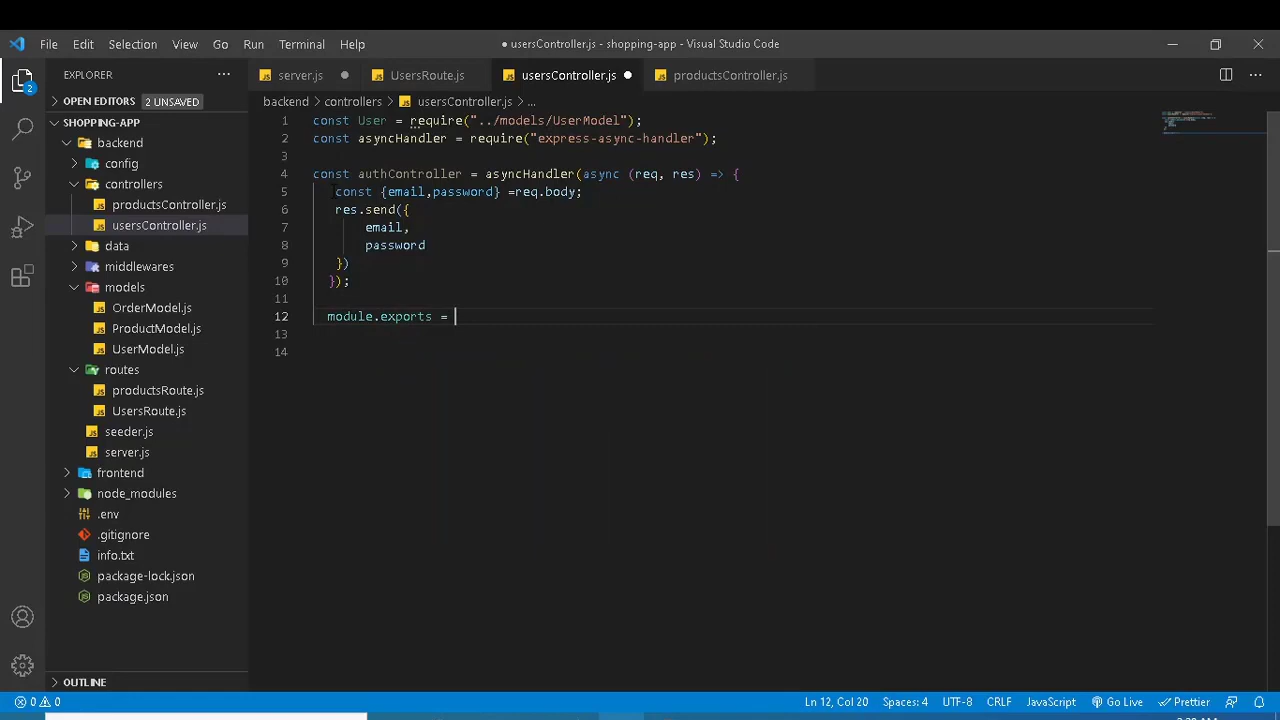 File Edit Selection View Go Run Terminal Help ● usersController.js - shopping-app - Visual Studio Code
EXPLORER ... server.js UsersRoute.js usersController.js productsController.js ...
OPEN EDITORS 2 UNSAVED
backend > controllers > usersController.js > ...
SHOPPING-APP
backend
config
controllers
productsController.js
usersController.js
data
middlewares
models
OrderModel.js
ProductModel.js
UserModel.js
routes
productsRoute.js
UsersRoute.js
seeder.js
server.js
frontend
node_modules
.env
.gitignore
info.txt
package-lock.json
package.json
OUTLINE
2
1 const User = require("../models/UserModel");
2 const asyncHandler = require("express-async-handler");
3
4 const authController = asyncHandler(async (req, res) => {
5 const {email,password} =req.body;
6 res.send({
7 email,
8 password
9 })
10 });
11
12 module.exports =
13
14
0 0 Ln 12, Col 20 Spaces: 4 UTF-8 CRLF JavaScript Go Live Prettier